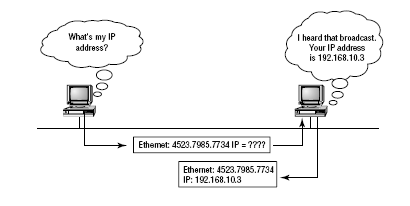 What's my IP
address?
I heard that broadcast.
Your IP address
is 192.168.10.3
Ethernet: 4523.7985.7734 IP = ????
Ethernet: 4523.7985.7734
IP: 192.168.10.3